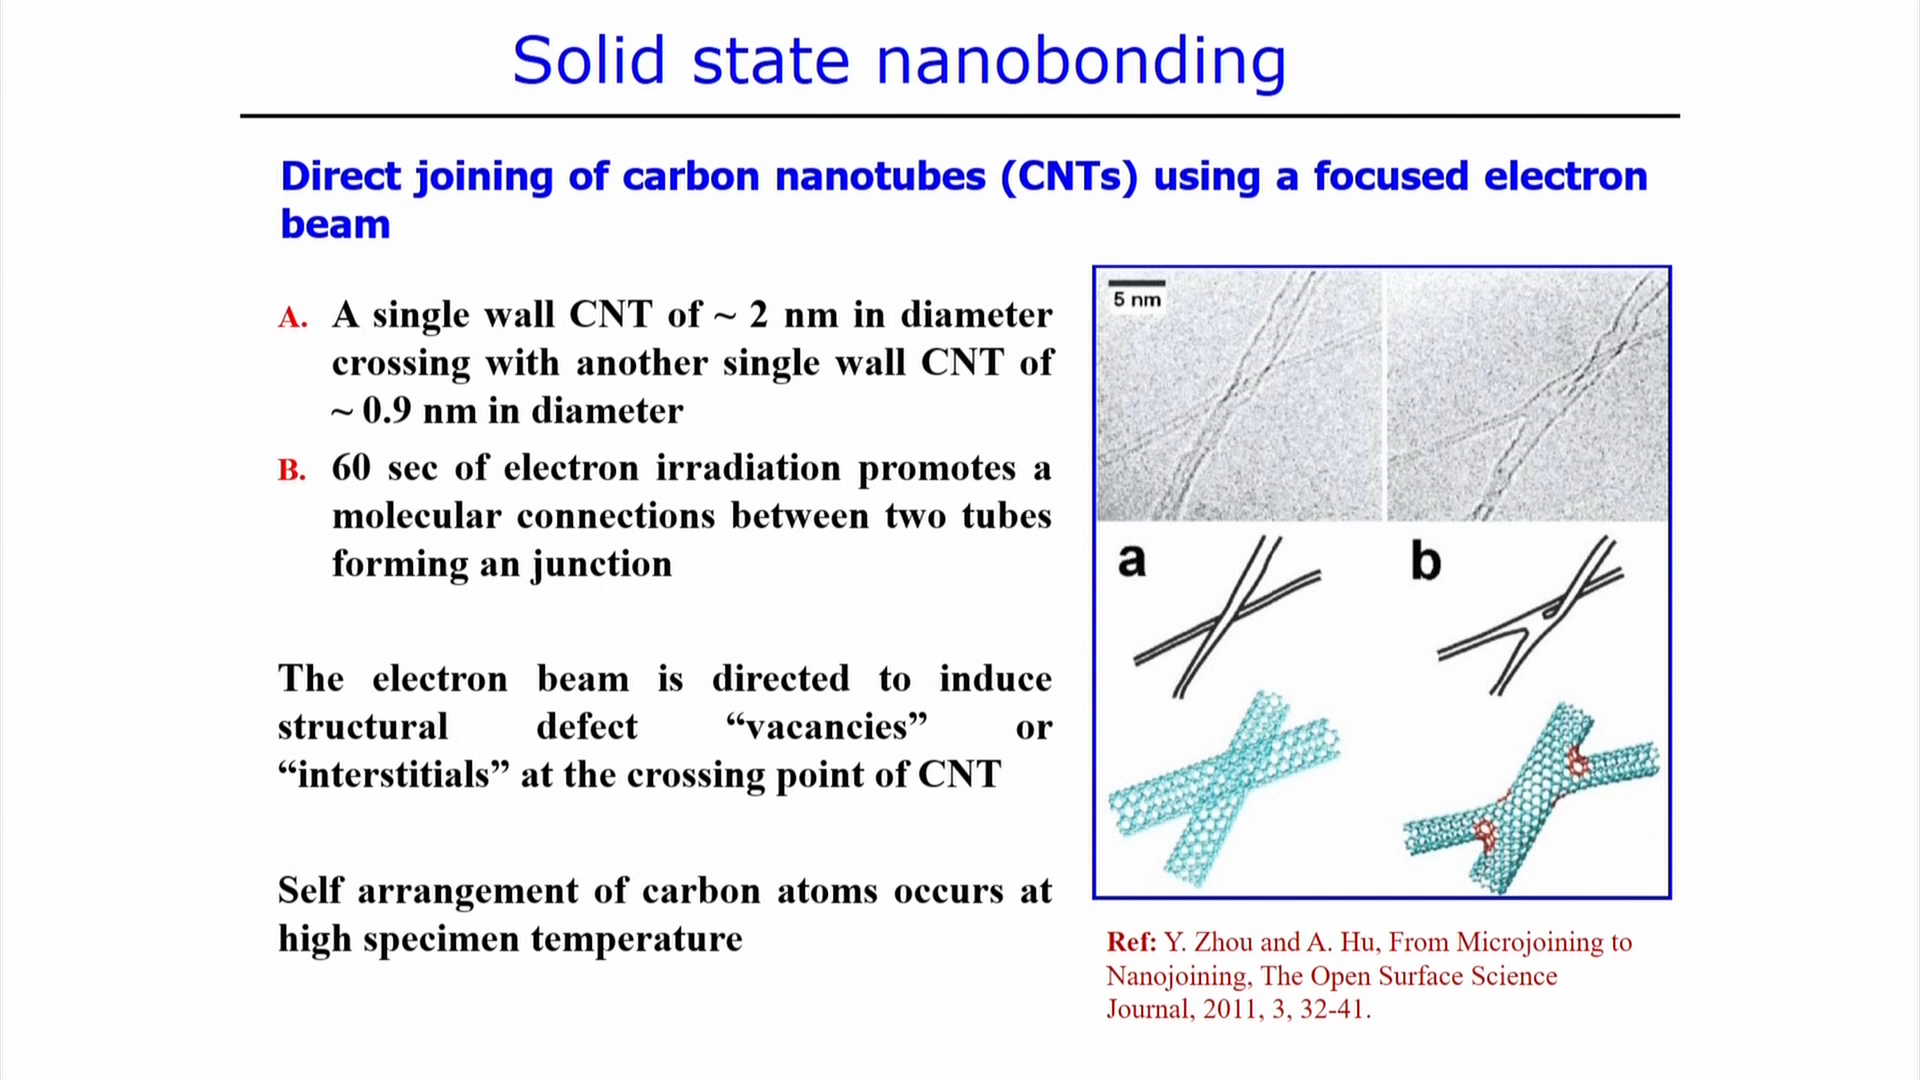 Solid state nanobonding
Direct joining of carbon nanotubes (CNTs) using a focused electron
beam
A. A single wall CNT of ~ 2 nm in diameter
crossing with another single wall CNT of
~ 0.9 nm in diameter
B. 60 sec of electron irradiation promotes a
molecular connections between two tubes
forming an junction
The electron beam is directed to induce
structural defect “vacancies” or
“interstitials” at the crossing point of CNT
Self arrangement of carbon atoms occurs at
high specimen temperature
5 nm
a b
Ref: Y. Zhou and A. Hu, From Microjoining to
Nanojoining, The Open Surface Science
Journal, 2011, 3, 32-41.